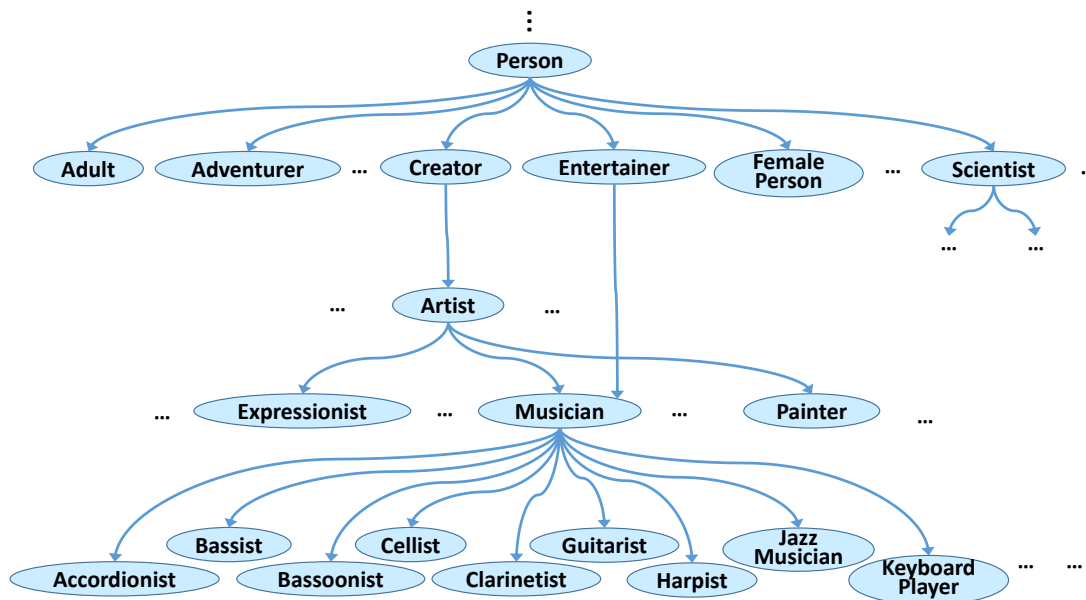 ⋮
Person
Adult
Adventurer
...
Creator
Entertainer
Female
Person
...
Scientist
.
...
...
...
Artist
...
...
Expressionist
...
Musician
...
Painter
...
Bassist
Cellist
Guitarist
Jazz
Musician
Accordionist
Bassoonist
Clarinetist
Harpist
Keyboard
Player
...
...